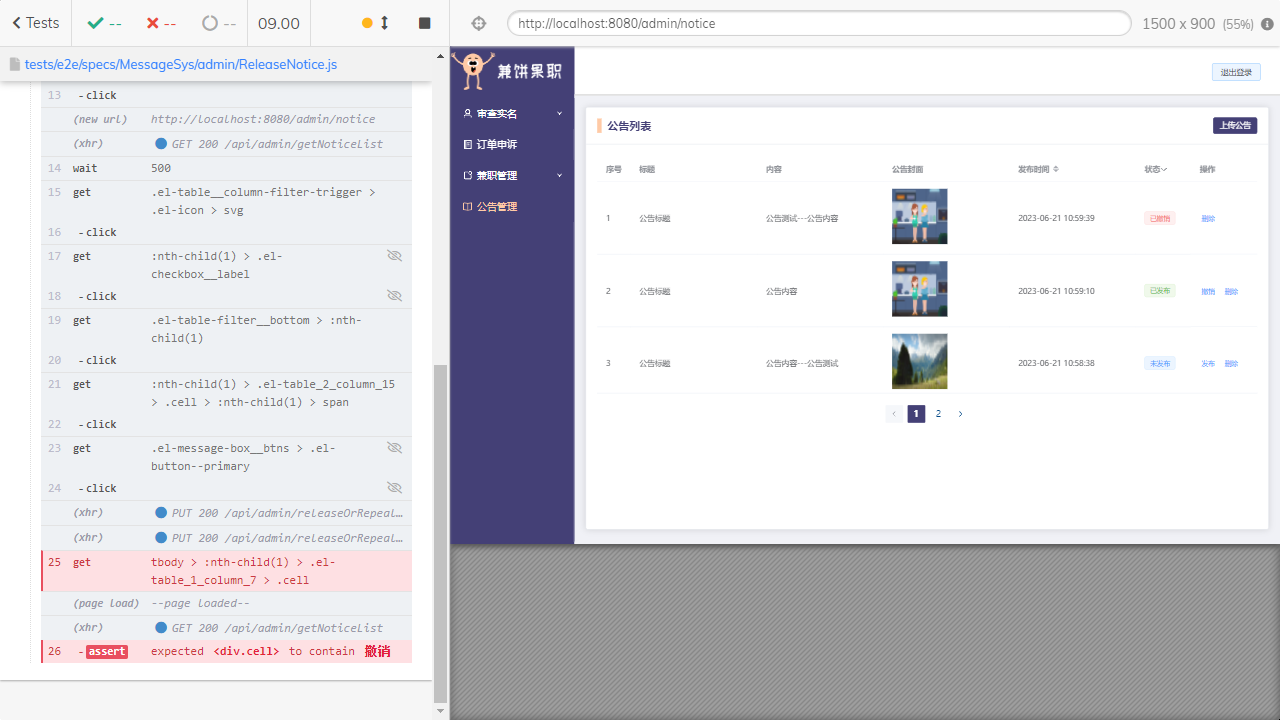 Tests
--
--
--
09.00
http://localhost:8080/admin/notice
1500 x 900 (55%)
tests/e2e/specs/MessageSys/admin/ReleaseNotice.js
13 - click
(new url) http://localhost:8080/admin/notice
(xhr) GET 200 /api/admin/getNoticeList
14 wait 500
15 get .el-table__column-filter-trigger >
.el-icon > svg
16 - click
17 get :nth-child(1) > .el-
checkbox__label
18 - click
19 get .el-table-filter__bottom > :nth-
child(1)
20 - click
21 get :nth-child(1) > .el-table_2_column_15
> .cell > :nth-child(1) > span
22 - click
23 get .el-message-box__btns > .el-
button--primary
24 - click
(xhr) PUT 200 /api/admin/releaseOrRepeal…
(xhr) PUT 200 /api/admin/releaseOrRepeal…
25 get tbody > :nth-child(1) > .el-
table_1_column_7 > .cell
(page load) --page loaded--
(xhr) GET 200 /api/admin/getNoticeList
26 - assert expected <div.cell> to contain 撤销
兼饼果职
审查实名
订单申诉
兼职管理
公告管理
退出登录
公告列表
上传公告
序号 标题 内容 公告封面 发布时间 状态 操作
1 公告标题 公告测试---公告内容 2023-06-21 10:59:39 已撤销 删除
2 公告标题 公告内容 2023-06-21 10:59:10 已发布 撤销 删除
3 公告标题 公告内容---公告测试 2023-06-21 10:58:38 未发布 发布 删除
‹ 1 2 ›